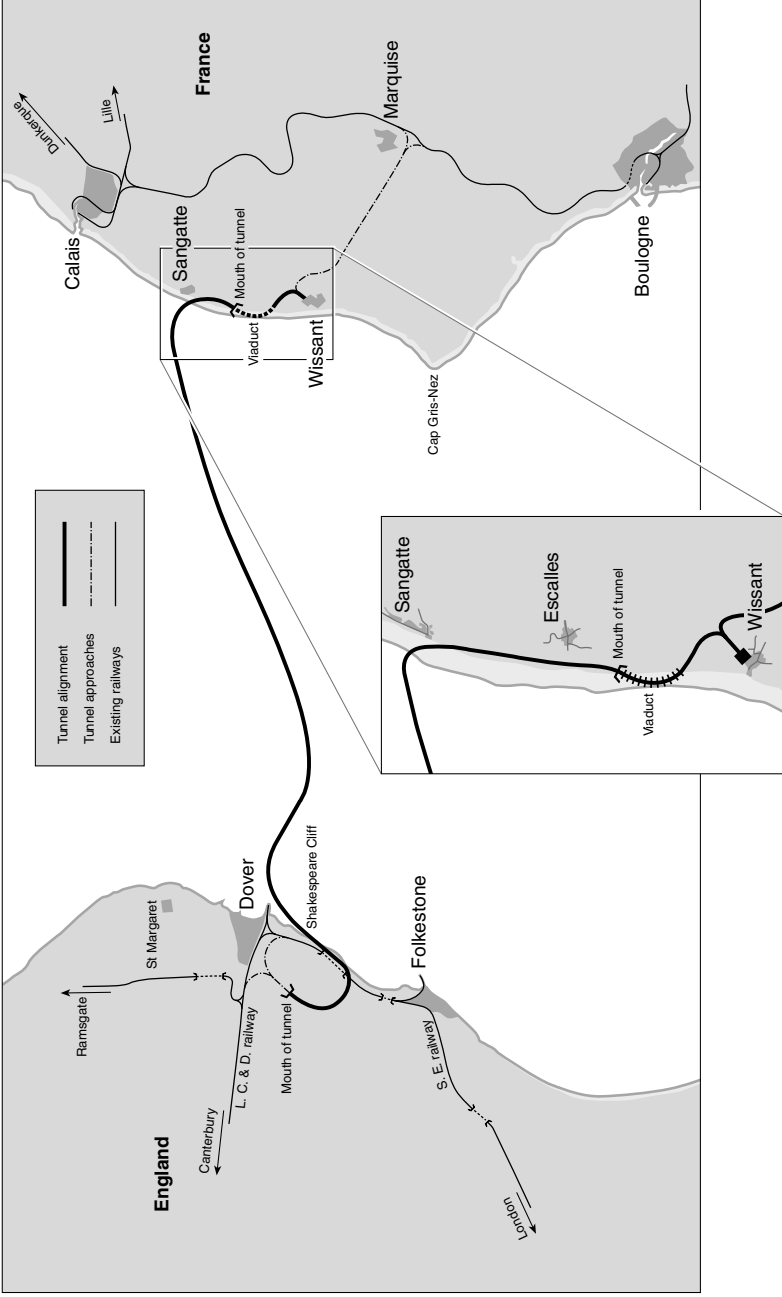 Ramsgate
St Margaret
Dover
Canterbury
L. C. & D. railway
England
Mouth of tunnel
Shakespeare Cliff
Folkestone
S. E. railway
London
Tunnel alignment
Tunnel approaches
Existing railways
Dunkerque
Lille
France
Calais
Sangatte
Mouth of tunnel
Viaduct
Wissant
Marquise
Cap Gris-Nez
Boulogne
Sangatte
Escalles
Mouth of tunnel
Viaduct
Wissant